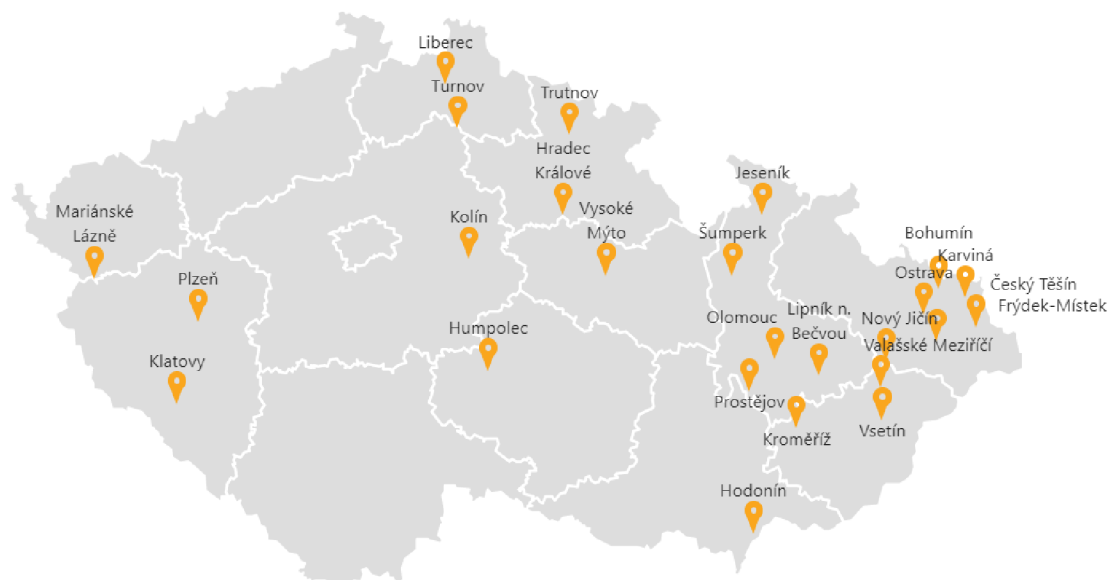 Liberec
Turnov
Trutnov
Hradec
Králové
Jeseník
Mariánské
Lázně
Kolín
Vysoké
Mýto
Šumperk
Bohumín
Karviná
Ostrava
Český Těšín
Plzeň
Frýdek-Místek
Humpolec
Olomouc
Lipník n.
Bečvou
Nový Jičín
Valašské Meziříčí
Klatovy
Prostějov
Kroměříž
Vsetín
Hodonín